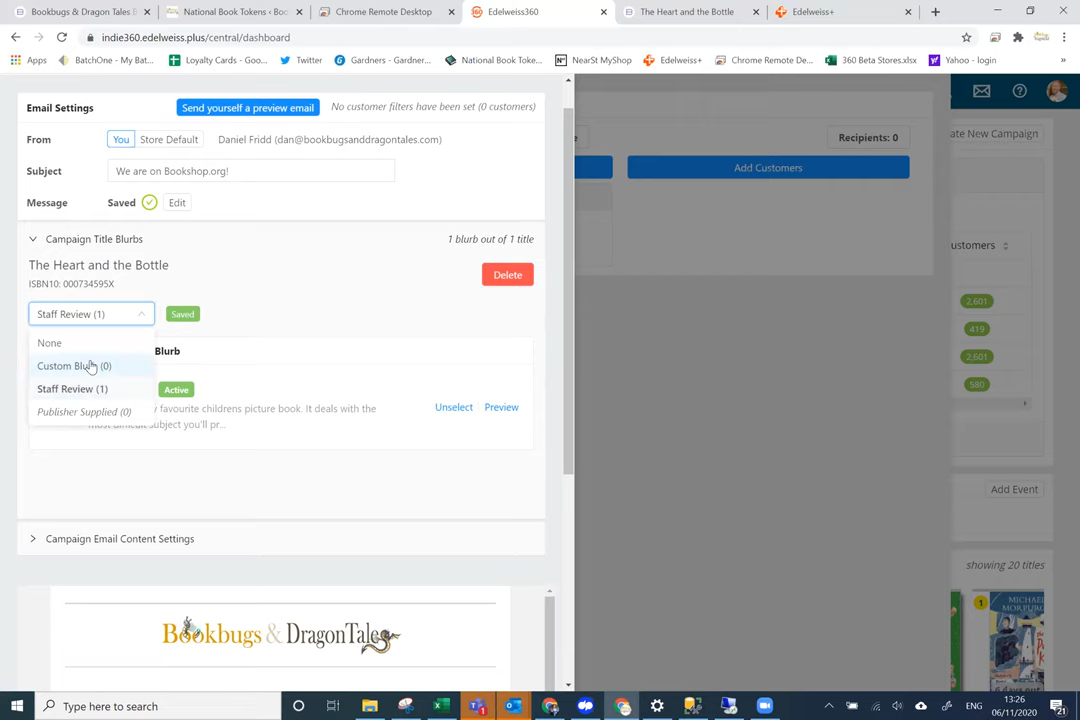 Bookbugs & Dragon Tales B
National Book Tokens ‹ Boo
Chrome Remote Desktop
Edelweiss360
The Heart and the Bottle
Edelweiss+
indie360.edelweiss.plus/central/dashboard
Apps
BatchOne - My Bat...
Loyalty Cards - Goo...
Twitter
Gardners - Gardner...
National Book Toke...
NearSt MyShop
Edelweiss+
Chrome Remote De...
360 Beta Stores.xlsx
Yahoo - login
Email Settings
Send yourself a preview email
No customer filters have been set (0 customers)
From
You
Store Default
Daniel Fridd (dan@bookbugsanddragontales.com)
Subject
We are on Bookshop.org!
Message
Saved
Edit
Campaign Title Blurbs
1 blurb out of 1 title
The Heart and the Bottle
ISBN10: 000734595X
Delete
Staff Review (1)
Saved
None
Custom Blu (0)
Staff Review (1)
Publisher Supplied (0)
Blurb
Active
favourite childrens picture book. It deals with the
subject you'll pr...
Unselect
Preview
Campaign Email Content Settings
Bookbugs & DragonTales
Recipients: 0
Add Customers
ate New Campaign
ustomers
2,601
419
2,601
580
Add Event
showing 20 titles
1
MICHAEL
MORPURG
Type here to search
1
ENG
13:26
06/11/2020
21